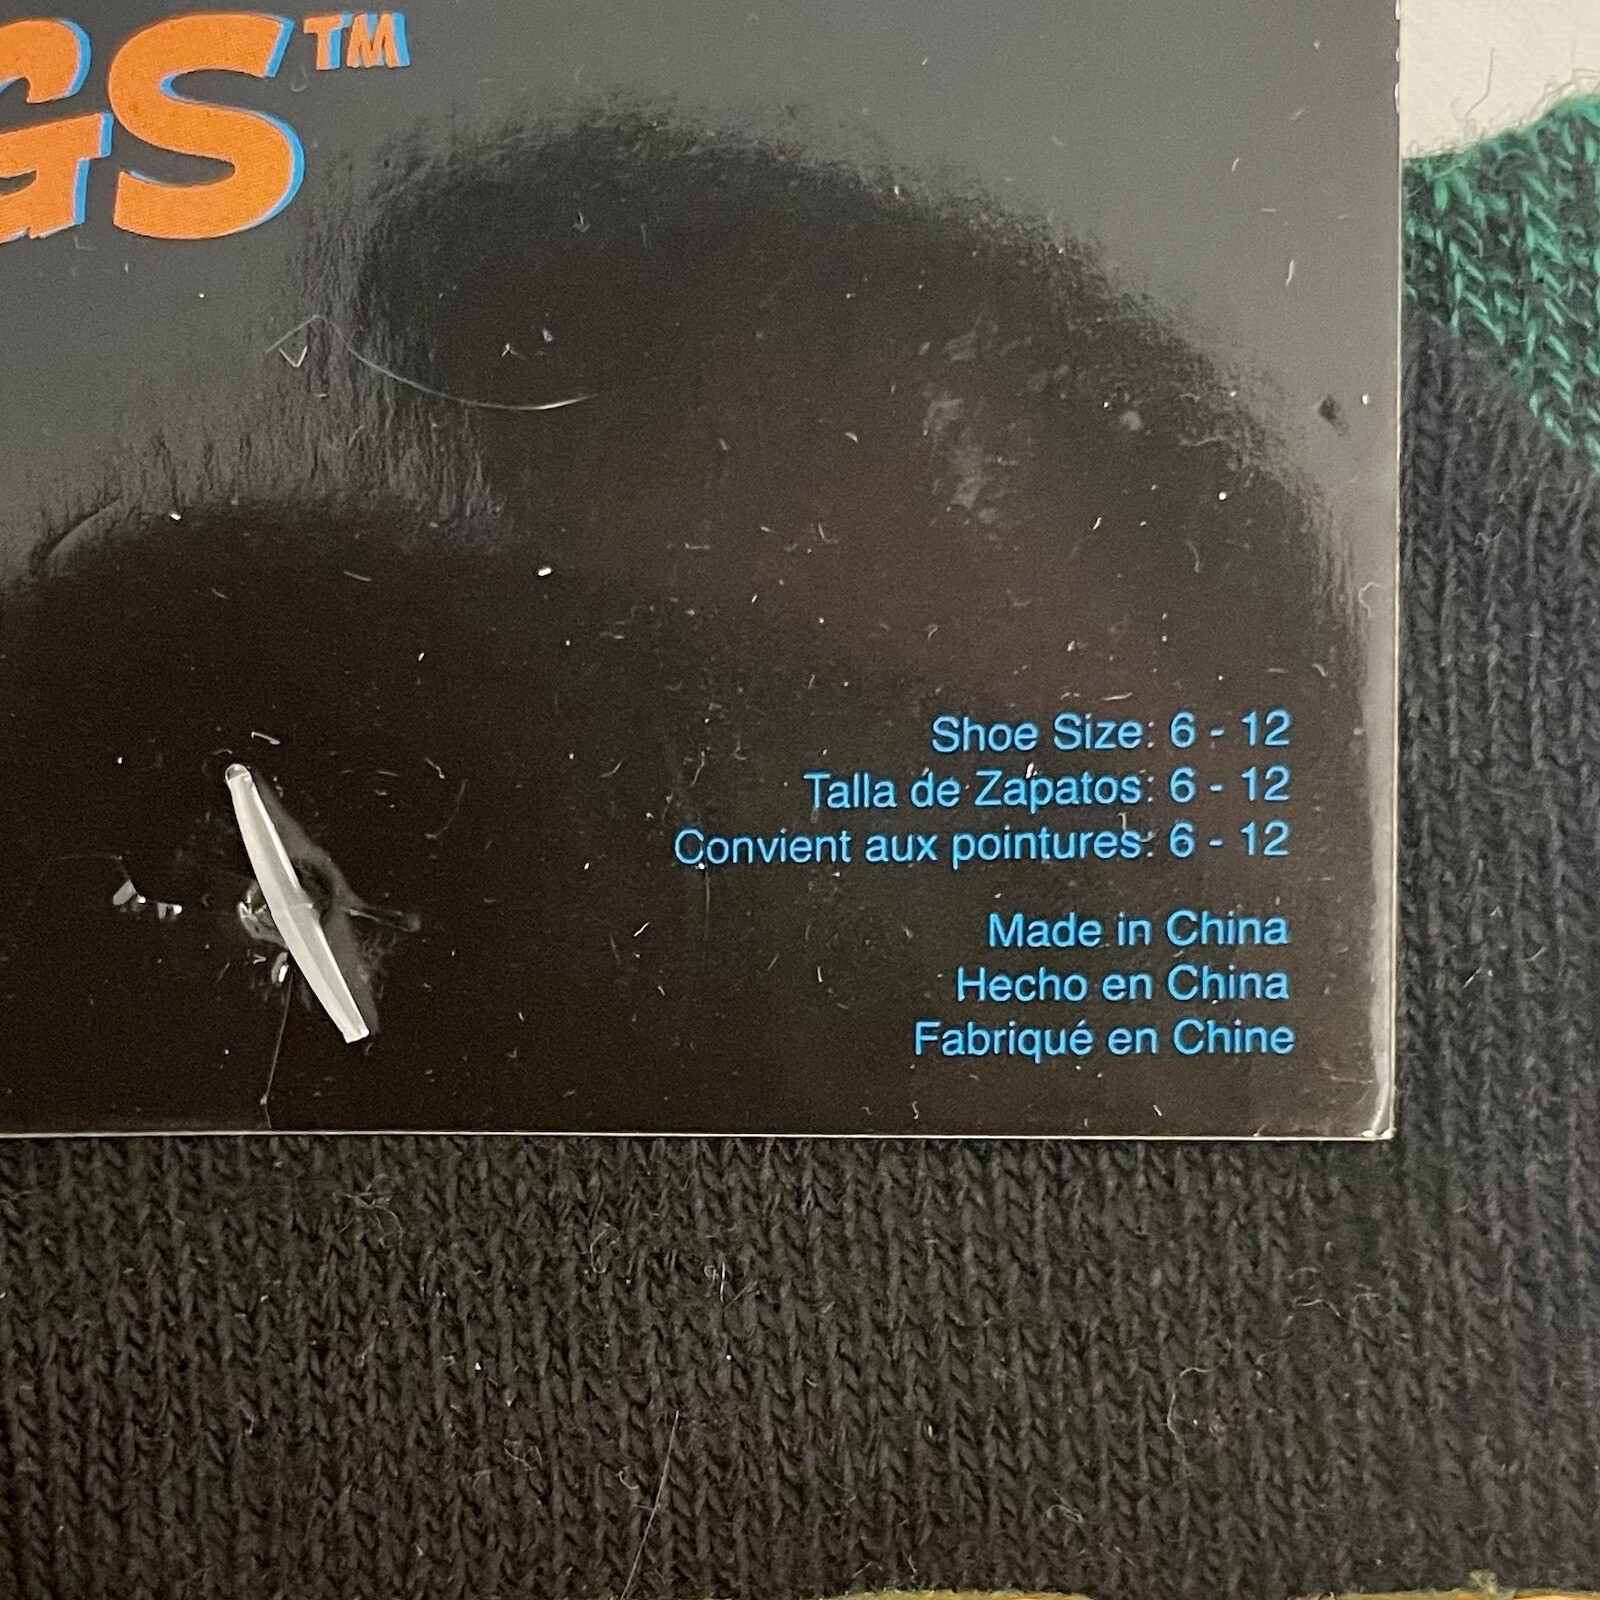 GS™
Shoe Size: 6 - 12
Talla de Zapatos: 6 - 12
Convient aux pointures: 6 - 12
Made in China
Hecho en China
Fabriqué en Chine